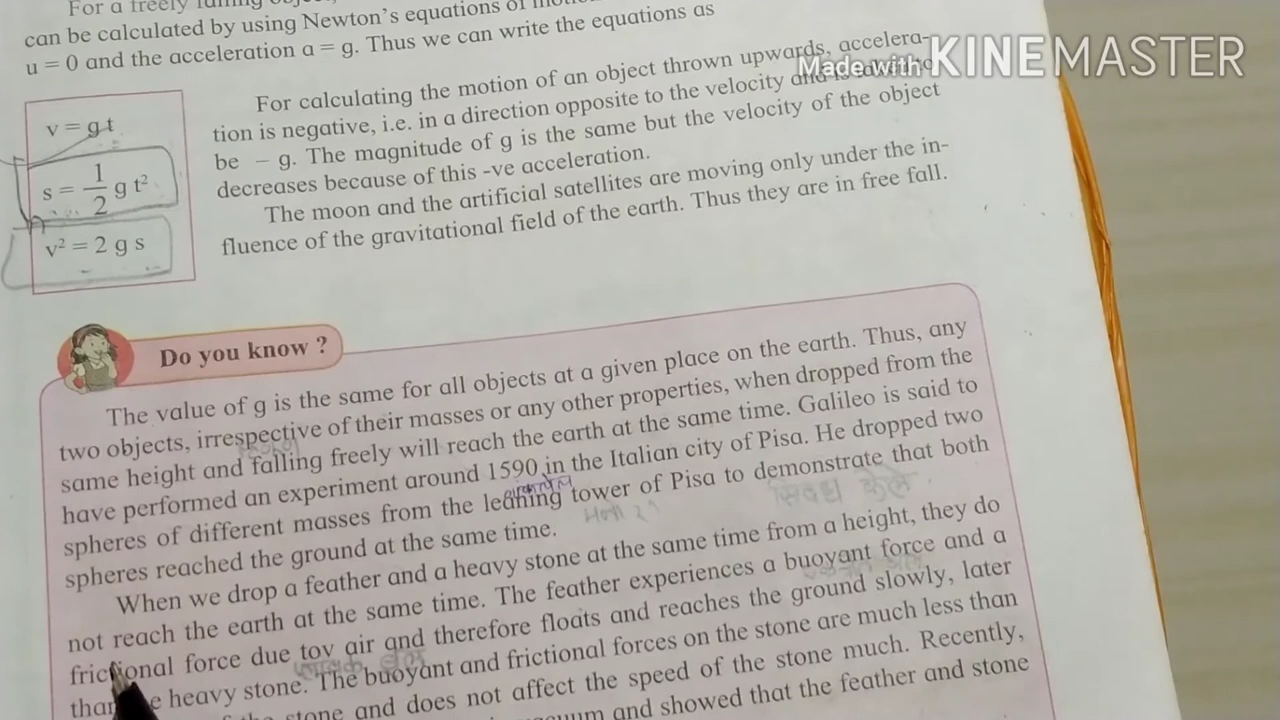 For a freely falling object,
can be calculated by using Newton's equations of
u = 0 and the acceleration a = g. Thus we can write the equations as
Made with KINEMASTER
v = g t
s = 1/2 g t²
v² = 2 g s
For calculating the motion of an object thrown upwards, accelera-
tion is negative, i.e. in a direction opposite to the velocity and
be – g. The magnitude of g is the same but the velocity of the object
decreases because of this -ve acceleration.
The moon and the artificial satellites are moving only under the in-
fluence of the gravitational field of the earth. Thus they are in free fall.
Do you know ?
The value of g is the same for all objects at a given place on the earth. Thus, any
two objects, irrespective of their masses or any other properties, when dropped from the
same height and falling freely will reach the earth at the same time. Galileo is said to
have performed an experiment around 1590 in the Italian city of Pisa. He dropped two
spheres of different masses from the leaning tower of Pisa to demonstrate that both
spheres reached the ground at the same time.
When we drop a feather and a heavy stone at the same time from a height, they do
not reach the earth at the same time. The feather experiences a buoyant force and a
frictional force due tov air and therefore floats and reaches the ground slowly, later
than e heavy stone. The buoyant and frictional forces on the stone are much less than
stone and does not affect the speed of the stone much. Recently,
and showed that the feather and stone